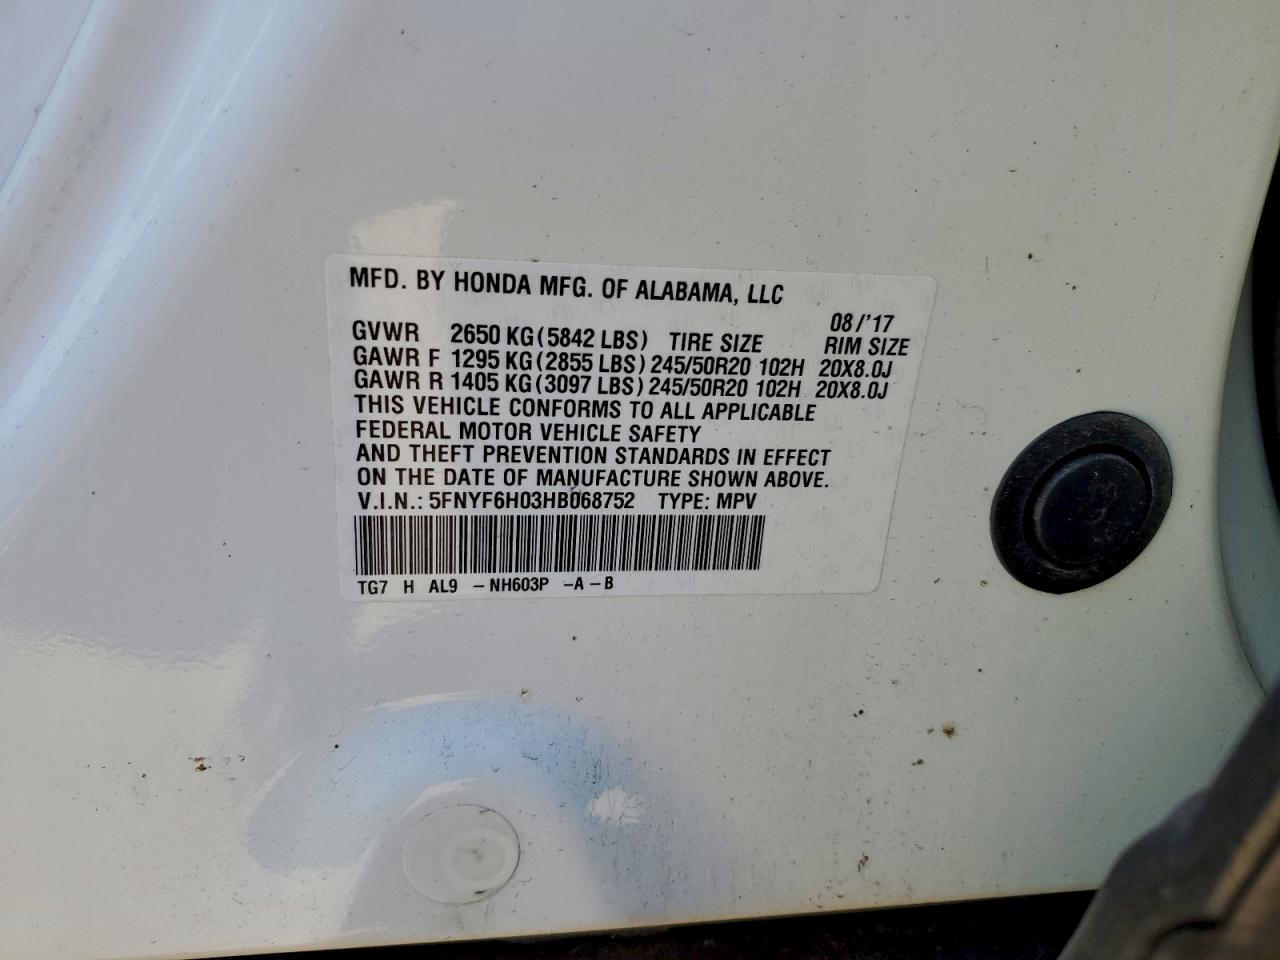 MFD. BY HONDA MFG. OF ALABAMA, LLC
08/'17
GVWR 2650 KG (5842 LBS) TIRE SIZE RIM SIZE
GAWR F 1295 KG (2855 LBS) 245/50R20 102H 20X8.0J
GAWR R 1405 KG (3097 LBS) 245/50R20 102H 20X8.0J
THIS VEHICLE CONFORMS TO ALL APPLICABLE
FEDERAL MOTOR VEHICLE SAFETY
AND THEFT PREVENTION STANDARDS IN EFFECT
ON THE DATE OF MANUFACTURE SHOWN ABOVE.
V.I.N.: 5FNYF6H03HB068752 TYPE: MPV
TG7 H AL9 – NH603P – A – B